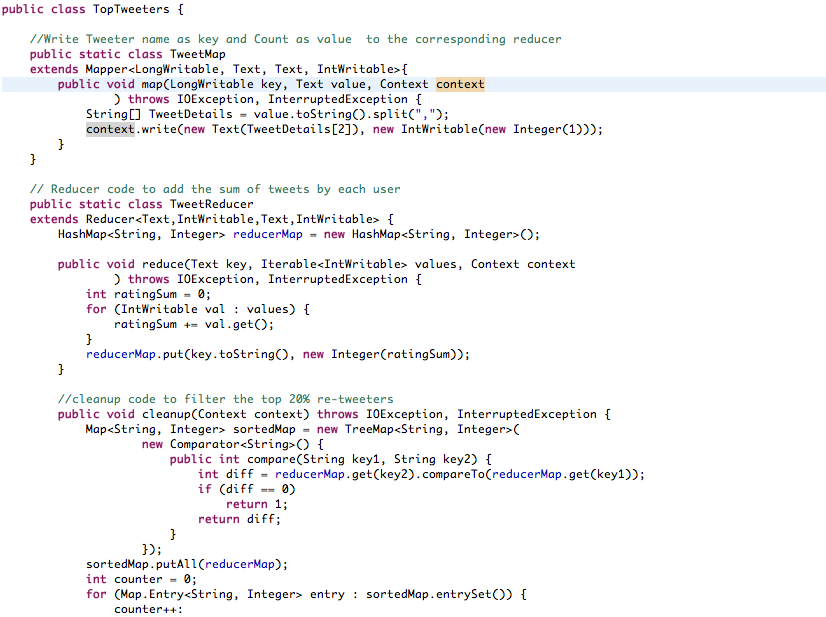 public class TopTweeters {
//Write Tweeter name as key and Count as value  to the corresponding reducer
public static class TweetMap
extends Mapper<LongWritable, Text, Text, IntWritable>{
public void map(LongWritable key, Text value, Context context
) throws IOException, InterruptedException {
String[] TweetDetails = value.toString().split(",");
context.write(new Text(TweetDetails[2]), new IntWritable(new Integer(1)));
}
}
// Reducer code to add the sum of tweets by each user
public static class TweetReducer
extends Reducer<Text,IntWritable,Text,IntWritable> {
HashMap<String, Integer> reducerMap = new HashMap<String, Integer>();
public void reduce(Text key, Iterable<IntWritable> values, Context context
) throws IOException, InterruptedException {
int ratingSum = 0;
for (IntWritable val : values) {
ratingSum += val.get();
}
reducerMap.put(key.toString(), new Integer(ratingSum));
}
//cleanup code to filter the top 20% re-tweeters
public void cleanup(Context context) throws IOException, InterruptedException {
Map<String, Integer> sortedMap = new TreeMap<String, Integer>(
new Comparator<String>() {
public int compare(String key1, String key2) {
int diff = reducerMap.get(key2).compareTo(reducerMap.get(key1));
if (diff == 0)
return 1;
return diff;
}
});
sortedMap.putAll(reducerMap);
int counter = 0;
for (Map.Entry<String, Integer> entry : sortedMap.entrySet()) {
counter++: